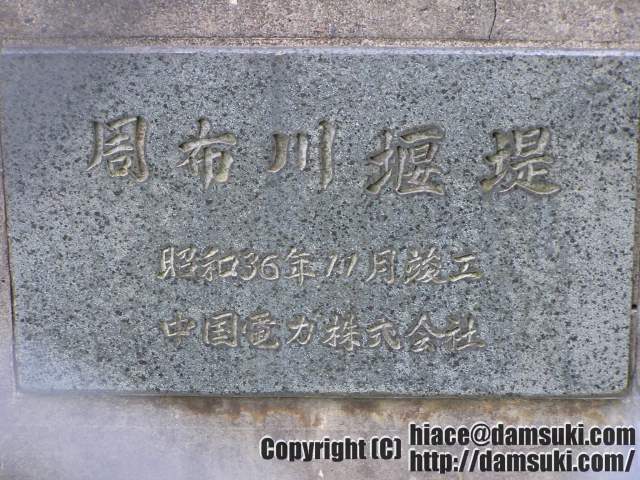 周布川堰堤
昭和36年11月竣工
中国電力株式会社
Copyright (C) hiace@damsuki.com
http://damsuki.com/